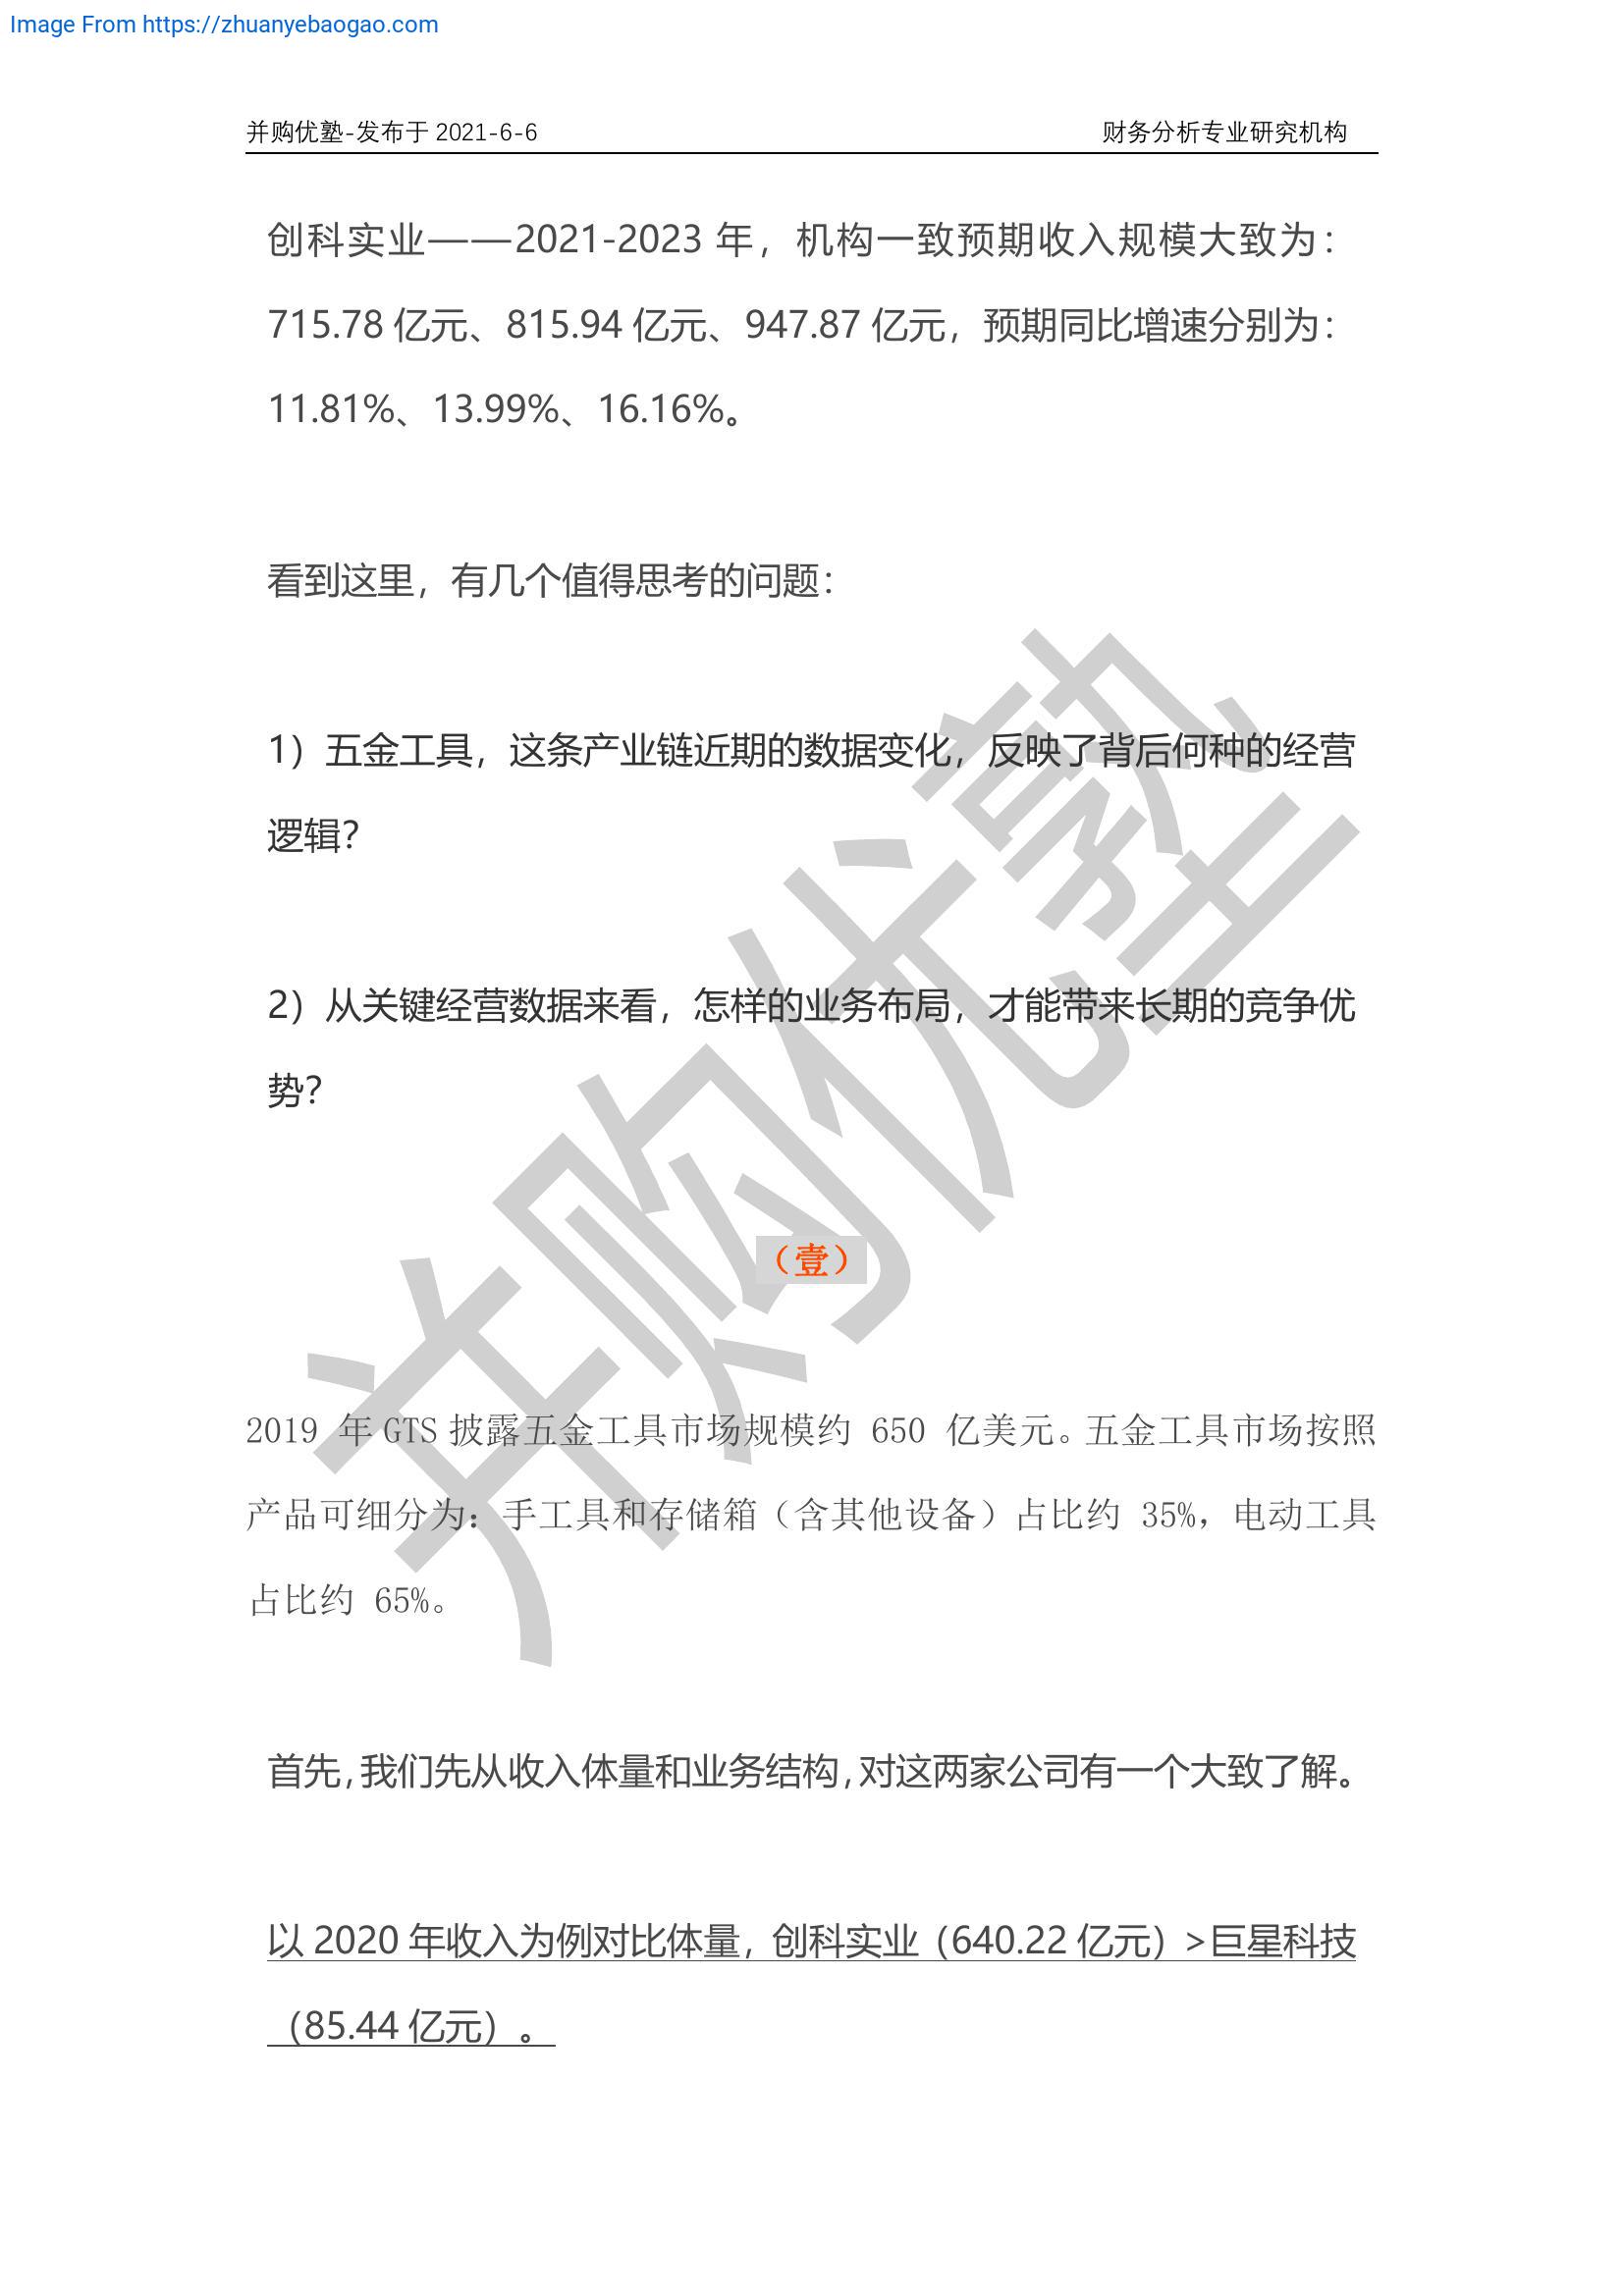 Image From https://zhuanyebaogao.com
并购优塾-发布于 2021-6-6 财务分析专业研究机构
创科实业——2021-2023 年，机构一致预期收入规模大致为：
715.78 亿元、815.94 亿元、947.87 亿元，预期同比增速分别为：
11.81%、13.99%、16.16%。
看到这里，有几个值得思考的问题：
1）五金工具，这条产业链近期的数据变化，反映了背后何种的经营
逻辑？
2）从关键经营数据来看，怎样的业务布局，才能带来长期的竞争优
势？
（壹）
2019 年 GTS 披露五金工具市场规模约 650 亿美元。五金工具市场按照
产品可细分为：手工具和存储箱（含其他设备）占比约 35%，电动工具
占比约 65%。
首先，我们先从收入体量和业务结构，对这两家公司有一个大致了解。
以 2020 年收入为例对比体量，创科实业（640.22 亿元）>巨星科技
（85.44 亿元）。
并购优塾